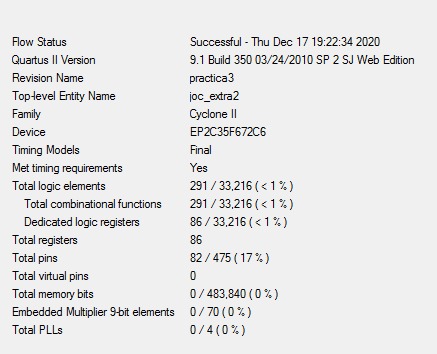 Flow Status Successful - Thu Dec 17 19:22:34 2020
Quartus II Version 9.1 Build 350 03/24/2010 SP 2 SJ Web Edition
Revision Name practica3
Top-level Entity Name joc_extra2
Family Cyclone II
Device EP2C35F672C6
Timing Models Final
Met timing requirements Yes
Total logic elements 291 / 33,216 ( < 1 % )
Total combinational functions 291 / 33,216 ( < 1 % )
Dedicated logic registers 86 / 33,216 ( < 1 % )
Total registers 86
Total pins 82 / 475 ( 17 % )
Total virtual pins 0
Total memory bits 0 / 483,840 ( 0 % )
Embedded Multiplier 9-bit elements 0 / 70 ( 0 % )
Total PLLs 0 / 4 ( 0 % )